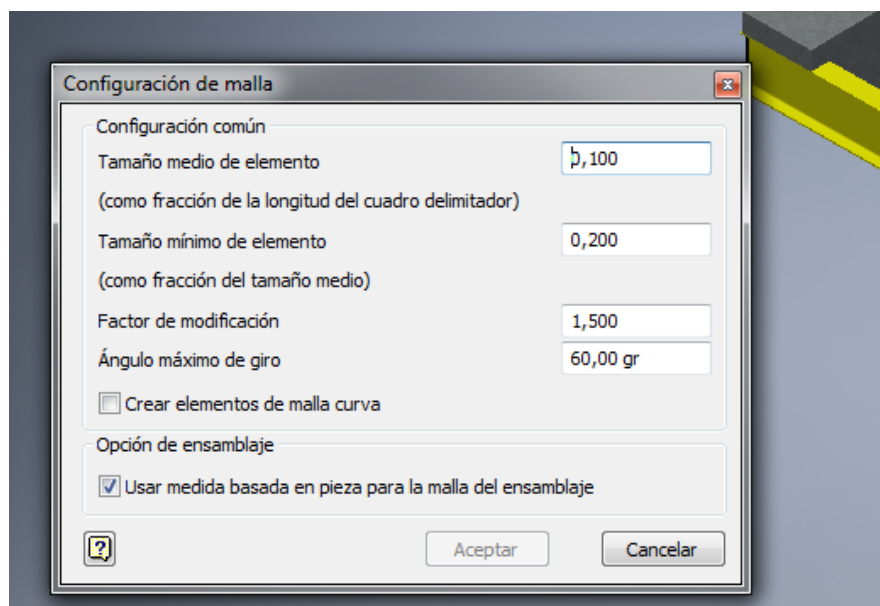 Configuración de malla
Configuración común
Tamaño medio de elemento
0,100
(como fracción de la longitud del cuadro delimitador)
Tamaño mínimo de elemento
0,200
(como fracción del tamaño medio)
Factor de modificación
1,500
Ángulo máximo de giro
60,00 gr
Crear elementos de malla curva
Opción de ensamblaje
Usar medida basada en pieza para la malla del ensamblaje
Aceptar
Cancelar